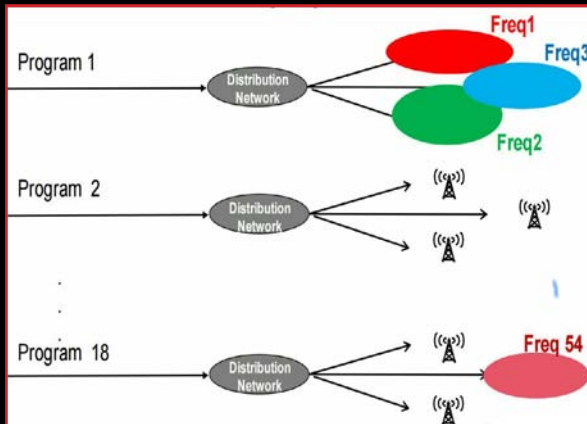 Freq1
Program 1
Freq3
Distribution
Network
Freq2
Program 2
Distribution
Network
Program 18
Freq 54
Distribution
Network